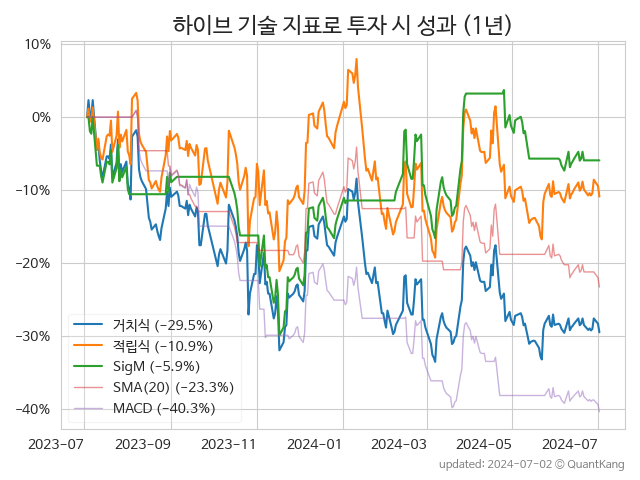 하이브 기술 지표로 투자 시 성과 (1년)
10%
0%
−10%
−20%
−30%
−40%
거치식 (−29.5%)
적립식 (−10.9%)
SigM (−5.9%)
SMA(20) (−23.3%)
MACD (−40.3%)
2023-07 2023-09 2023-11 2024-01 2024-03 2024-05 2024-07
updated: 2024-07-02 © QuantKang